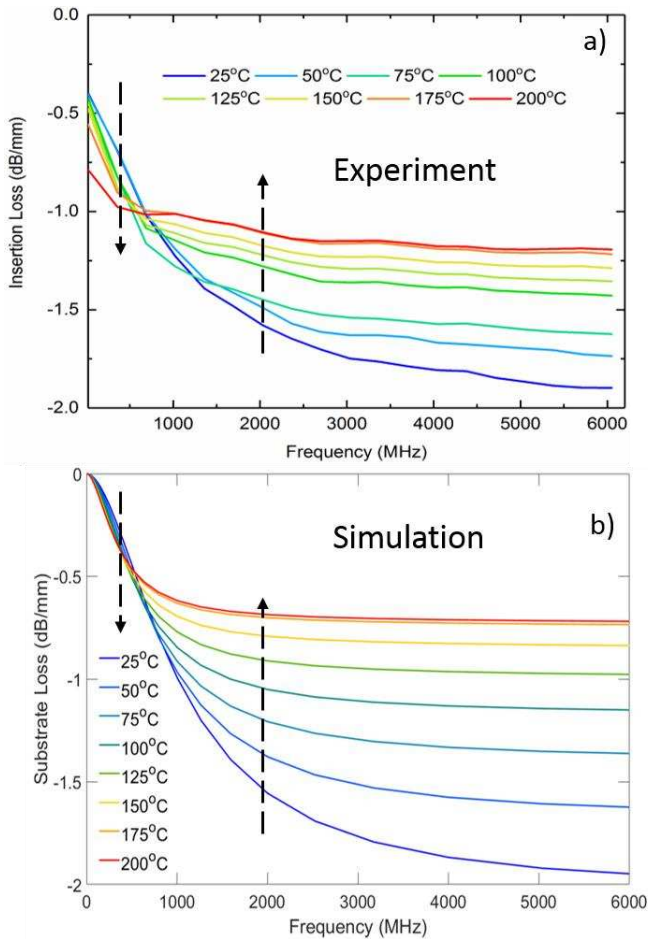 a)
25°C 50°C 75°C 100°C
125°C 150°C 175°C 200°C
Experiment
Insertion Loss (dB/mm)
0.0
-0.5
-1.0
-1.5
-2.0
1000 2000 3000 4000 5000 6000
Frequency (MHz)
b)
Simulation
Substrate Loss (dB/mm)
0
-0.5
-1
-1.5
-2
25°C
50°C
75°C
100°C
125°C
150°C
175°C
200°C
0 1000 2000 3000 4000 5000 6000
Frequency (MHz)